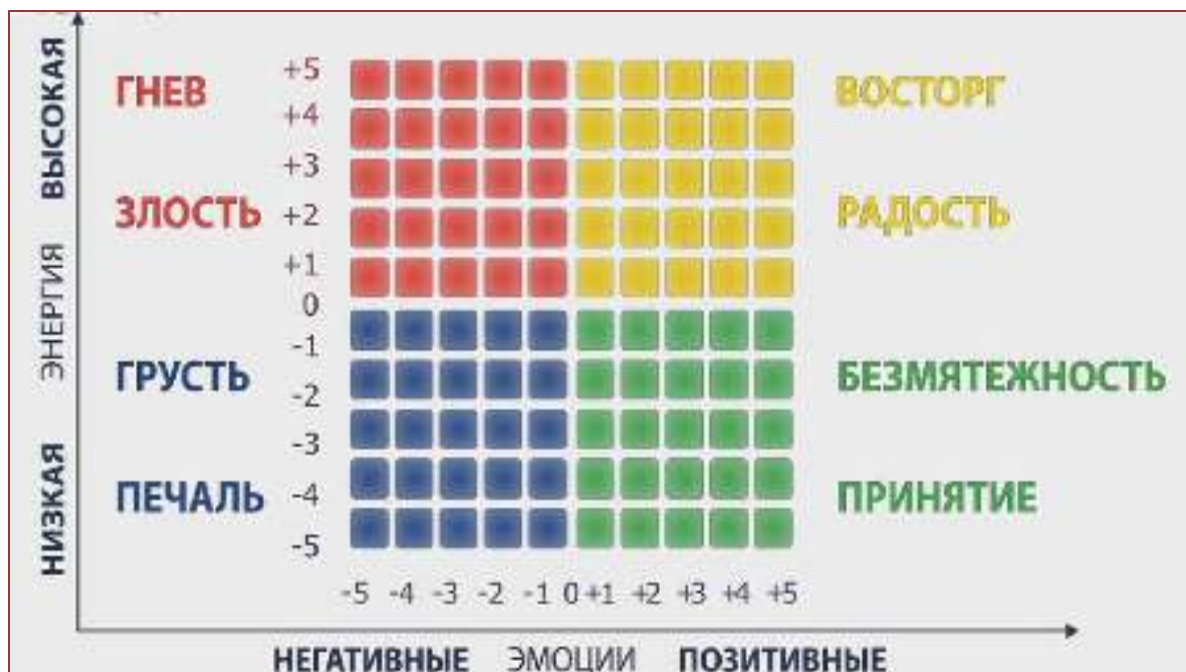 ВЫСОКАЯ
ЭНЕРГИЯ
НИЗКАЯ
ГНЕВ
ЗЛОСТЬ
ГРУСТЬ
ПЕЧАЛЬ
+5
+4
+3
+2
+1
0
-1
-2
-3
-4
-5
ВОСТОРГ
РАДОСТЬ
БЕЗМЯТЕЖНОСТЬ
ПРИНЯТИЕ
-5 -4 -3 -2 -1 0 +1 +2 +3 +4 +5
НЕГАТИВНЫЕ ЭМОЦИИ ПОЗИТИВНЫЕ